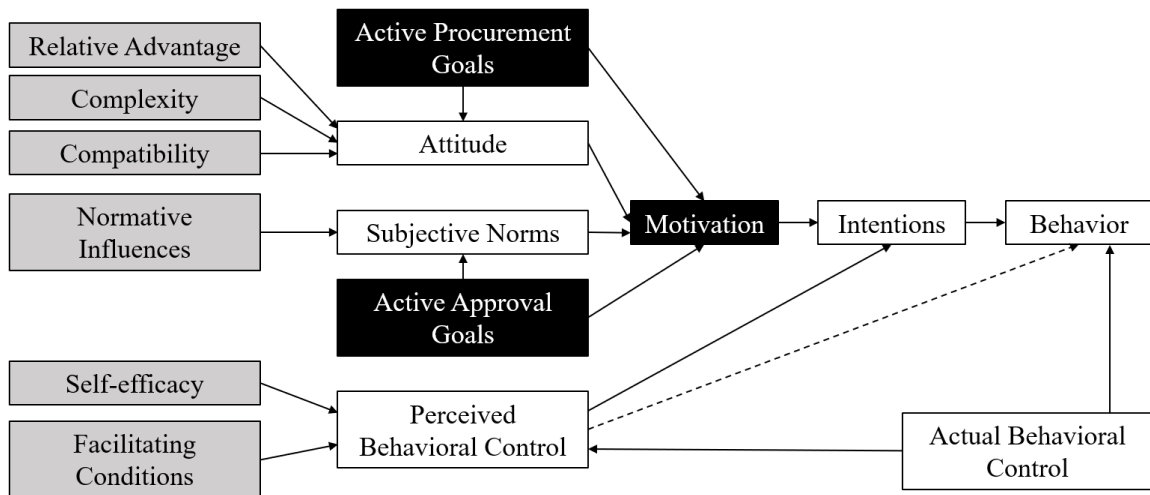 Relative Advantage
Complexity
Compatibility
Normative
Influences
Self-efficacy
Facilitating
Conditions
Active Procurement
Goals
Attitude
Subjective Norms
Active Approval
Goals
Perceived
Behavioral Control
Motivation
Intentions
Behavior
Actual Behavioral
Control